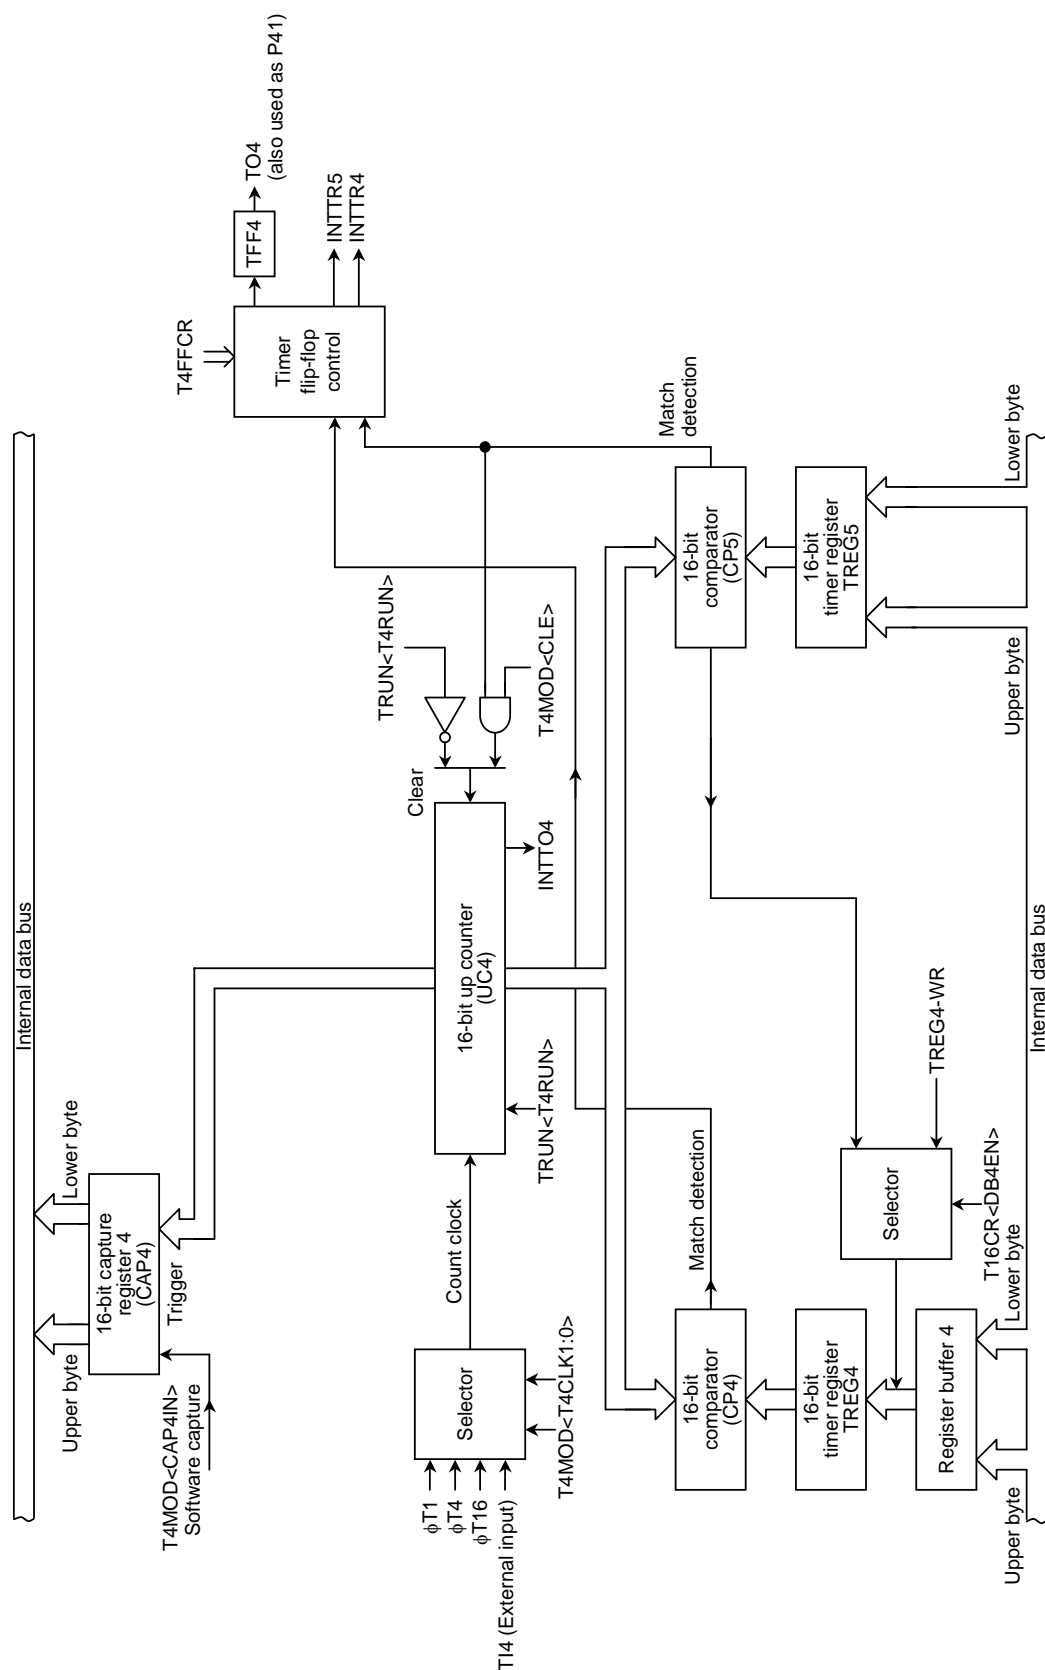 Internal data bus
Upper byte
Lower byte
16-bit capture
register 4
(CAP4)
T4MOD<CAP4IN>
Software capture
Trigger
T4FFCR
TFF4
TO4
(also used as P41)
Timer
flip-flop
control
INTTR5
INTTR4
φT1
φT4
φT16
TI4 (External input)
Selector
T4MOD<T4CLK1:0>
Count clock
16-bit up counter
(UC4)
TRUN<T4RUN>
INTTO4
Clear
TRUN<T4RUN>
T4MOD<CLE>
16-bit
comparator
(CP4)
Match detection
16-bit
comparator
(CP5)
Match
detection
16-bit
timer register
TREG4
16-bit
timer register
TREG5
Selector
TREG4-WR
T16CR<DB4EN>
Register buffer 4
Upper byte
Lower byte
Upper byte
Lower byte
Internal data bus